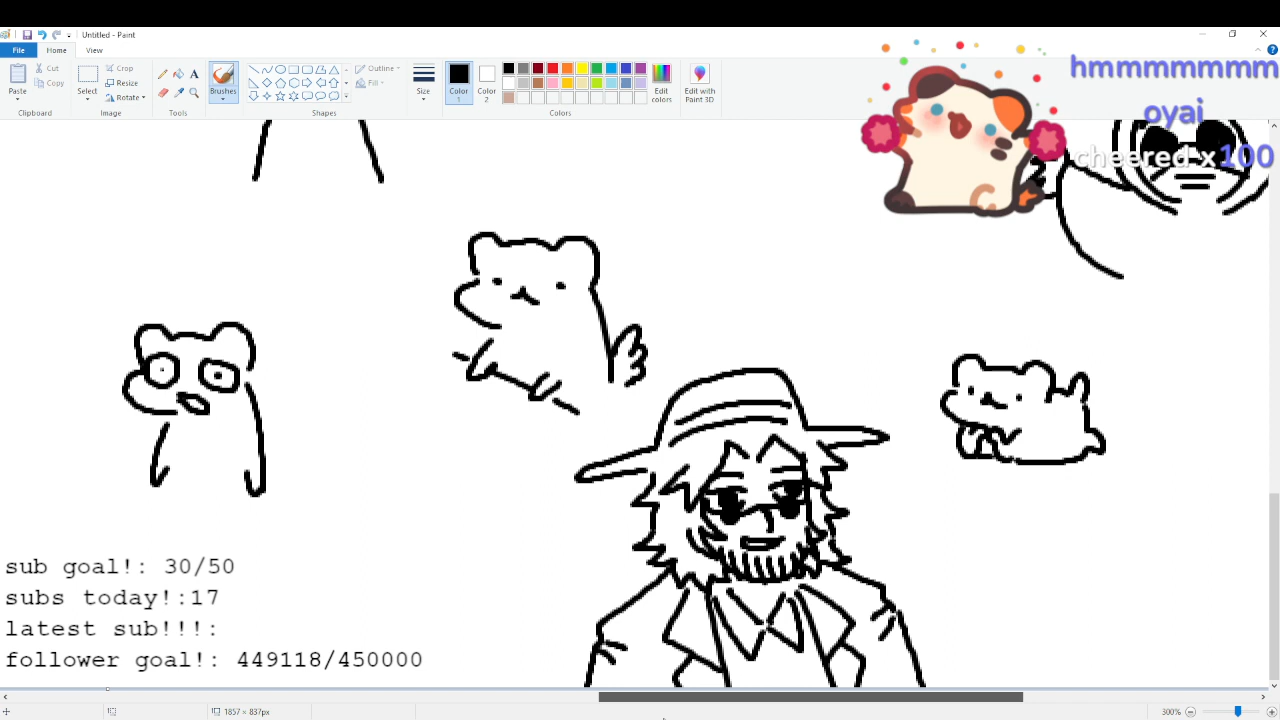 Untitled - Paint
File Home View
Paste
Cut
Copy
Clipboard
Select
Crop
Resize
Rotate
Image
A
Tools
Brushes
Shapes
Outline
Fill
Size
Color 1
Color 2
Colors
Edit colors
Edit with Paint 3D
hmmmmmmm
oyai
cheered x100
sub goal!: 30/50
subs today!:17
latest sub!!!:
follower goal!: 449118/450000
1857 × 837px
300%